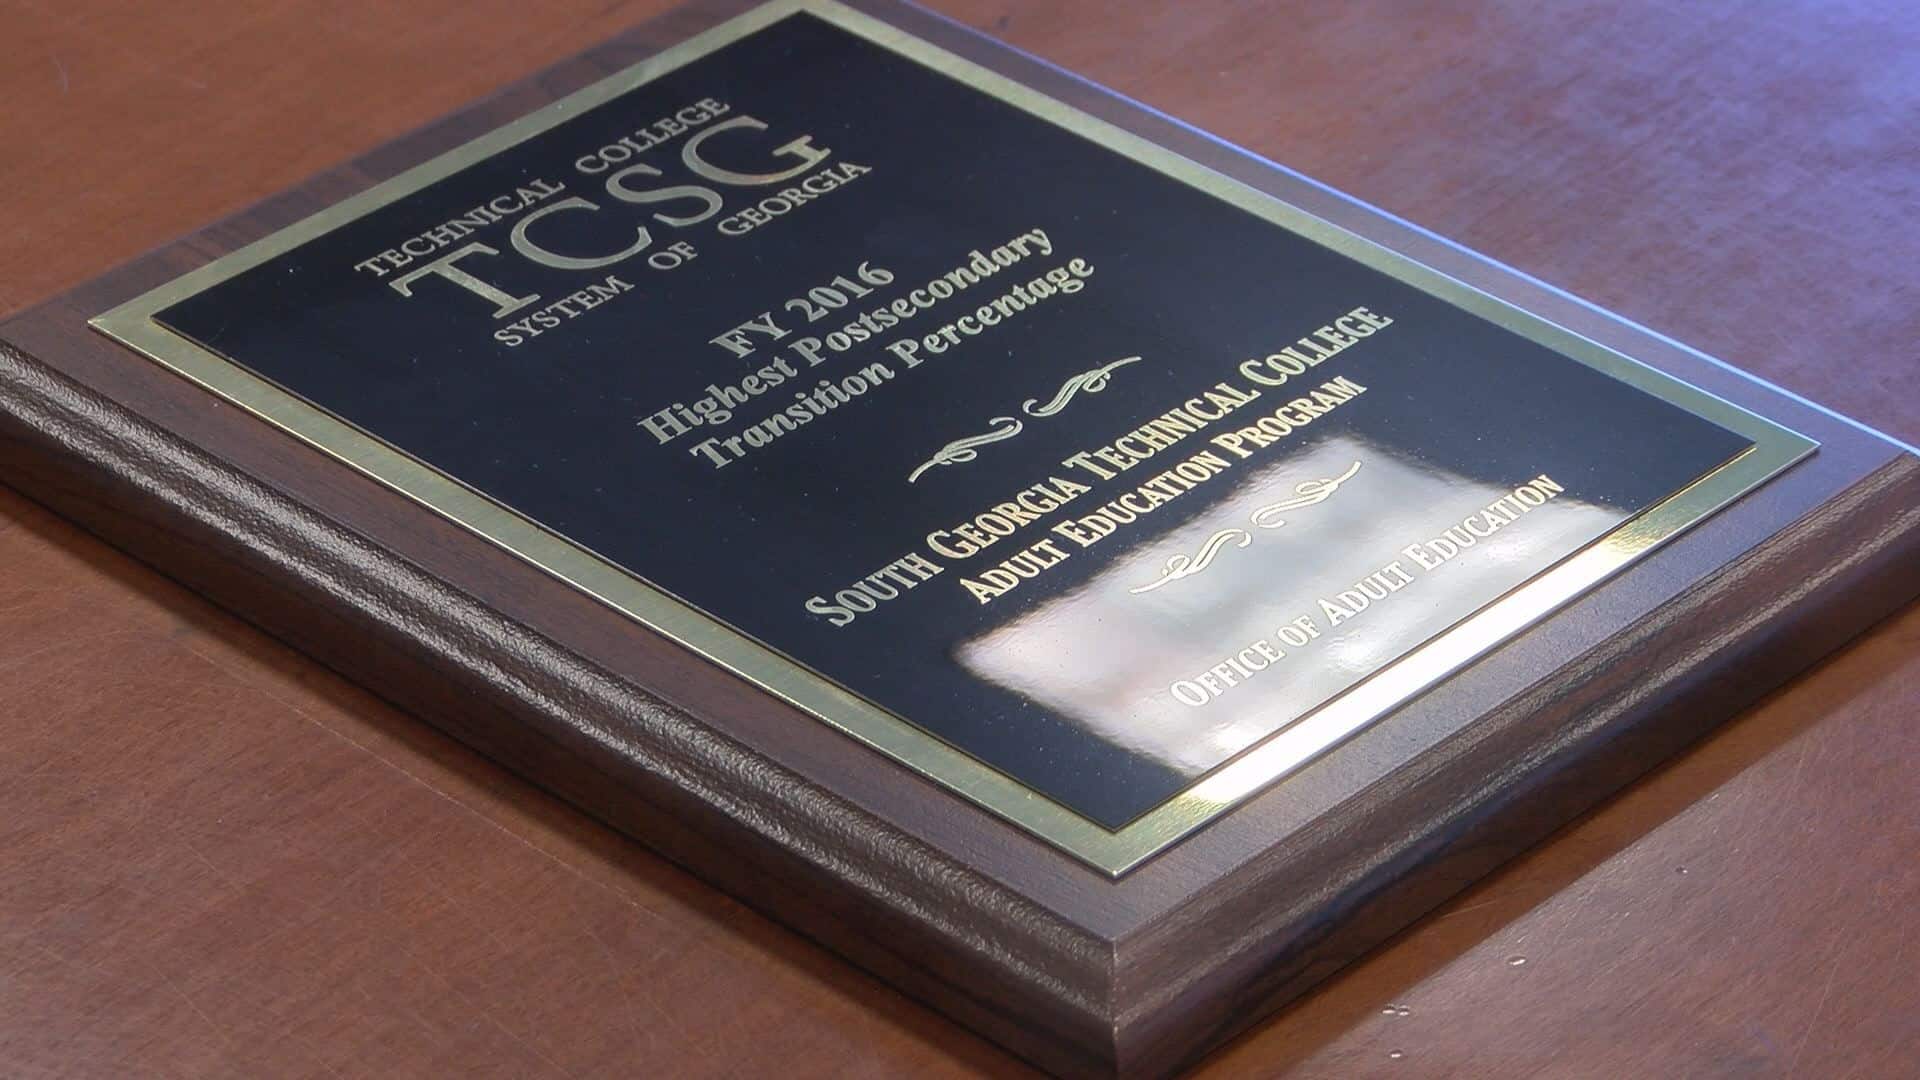 TECHNICAL COLLEGE
TCSG
SYSTEM OF GEORGIA
FY 2016
Highest Postsecondary
Transition Percentage
SOUTH GEORGIA TECHNICAL COLLEGE
ADULT EDUCATION PROGRAM
OFFICE OF ADULT EDUCATION